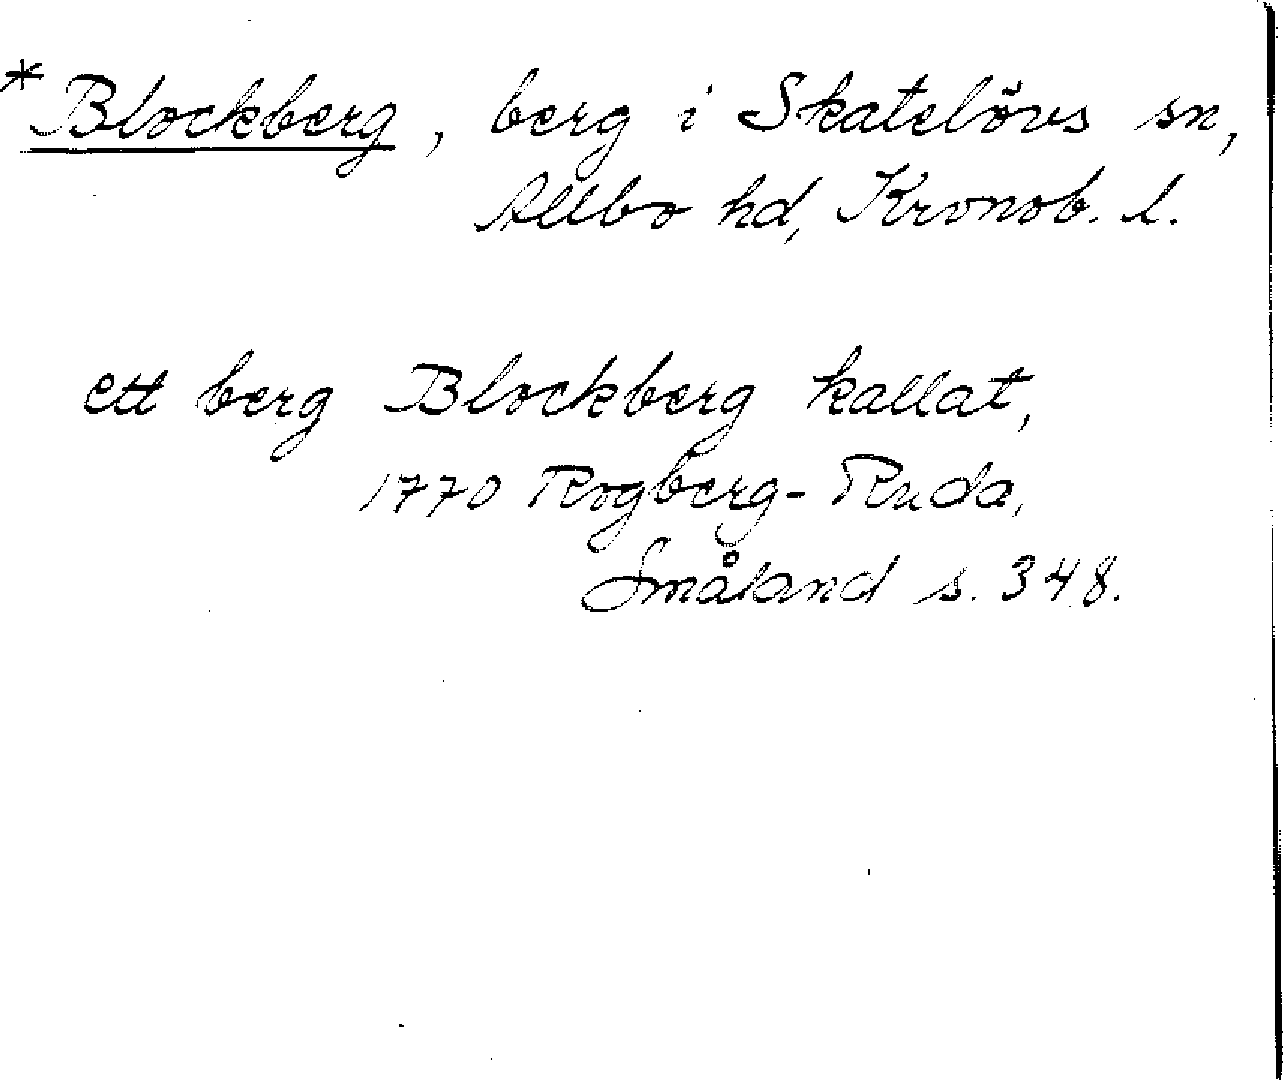 * Blockberg, berg i Skatelövs sn,
Allbo hd, Kronob. l.
ett berg Blockberg kallat,
1770 Rogberg-Ruda,
Småland s. 348.